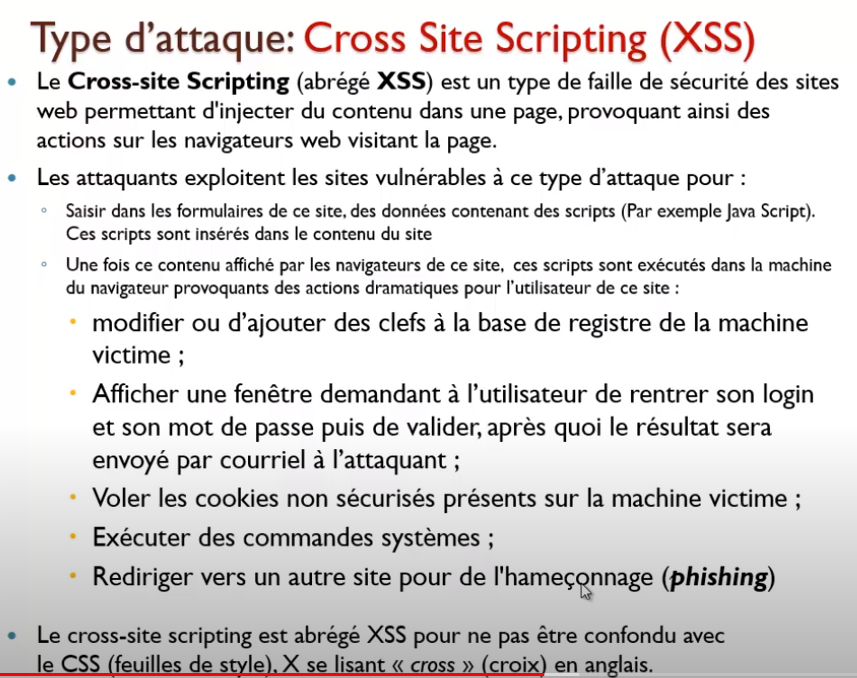 Type d'attaque: Cross Site Scripting (XSS)
• Le Cross-site Scripting (abrégé XSS) est un type de faille de sécurité des sites
web permettant d'injecter du contenu dans une page, provoquant ainsi des
actions sur les navigateurs web visitant la page.
• Les attaquants exploitent les sites vulnérables à ce type d'attaque pour :
◦ Saisir dans les formulaires de ce site, des données contenant des scripts (Par exemple Java Script).
Ces scripts sont insérés dans le contenu du site
◦ Une fois ce contenu affiché par les navigateurs de ce site, ces scripts sont exécutés dans la machine
du navigateur provoquants des actions dramatiques pour l'utilisateur de ce site :
• modifier ou d'ajouter des clefs à la base de registre de la machine
victime ;
• Afficher une fenêtre demandant à l'utilisateur de rentrer son login
et son mot de passe puis de valider, après quoi le résultat sera
envoyé par courriel à l'attaquant ;
• Voler les cookies non sécurisés présents sur la machine victime ;
• Exécuter des commandes systèmes ;
• Rediriger vers un autre site pour de l'hameçonnage (phishing)
• Le cross-site scripting est abrégé XSS pour ne pas être confondu avec
le CSS (feuilles de style), X se lisant « cross » (croix) en anglais.